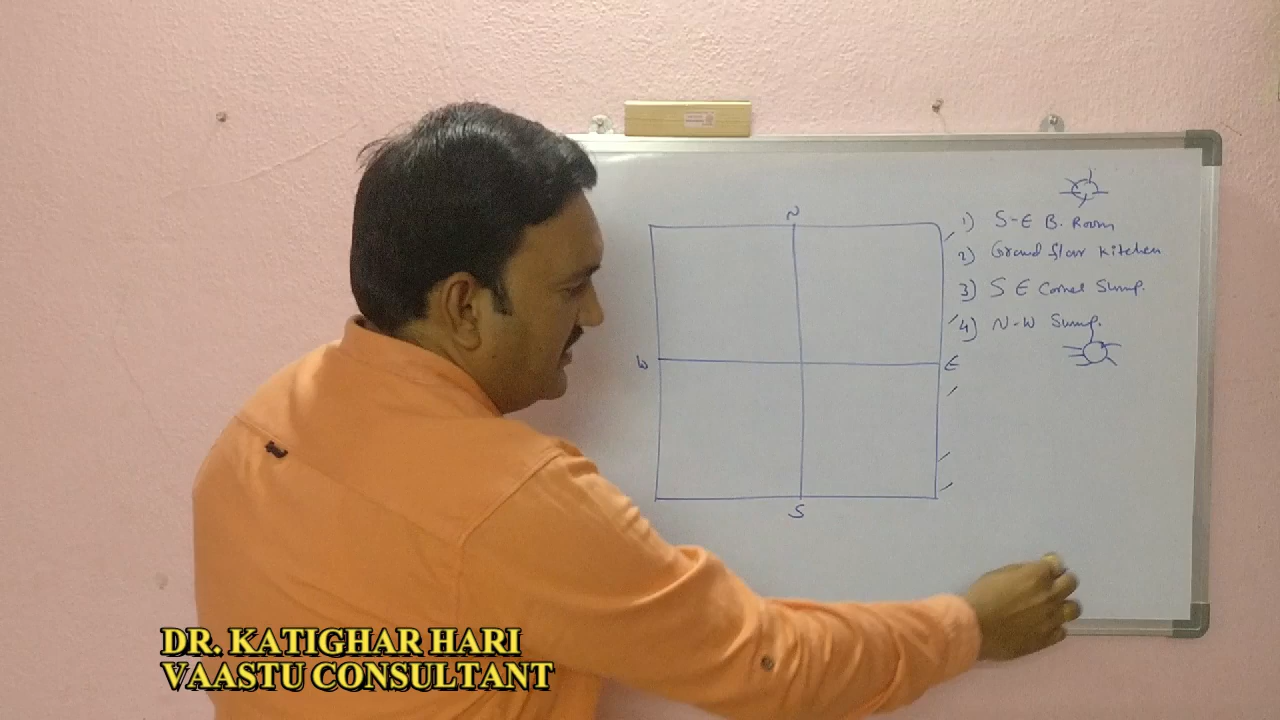 N
W
E
S
1) S-E B. Room
2) Ground floor Kitchen
3) S E Corner Sump.
4) N-W Sump.
DR. KATIGHAR HARI
VAASTU CONSULTANT